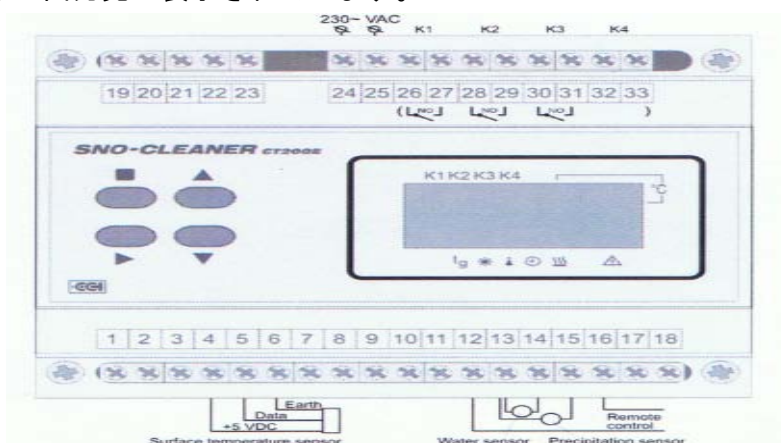 230~ VAC K1 K2 K3 K4
19 20 21 22 23 24 25 26 27 28 29 30 31 32 33
( NO NO NO )
SNO-CLEANER CT200S
K1 K2 K3 K4
°C
tg
CCI
1 2 3 4 5 6 7 8 9 10 11 12 13 14 15 16 17 18
Earth
Data
+5 VDC
Remote control
Surface temperature sensor Water sensor Precipitation sensor